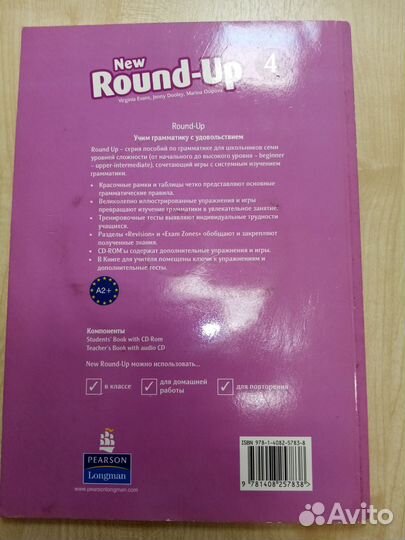 New
Round-Up 4
Virginia Evans, Jenny Dooley, Marina Osipova
Round-Up
Учим грамматику с удовольствием
Round Up – серия пособий по грамматике для школьников семи
уровней сложности (от начального до высокого уровня – beginner
– upper-intermediate), сочетающий игры с системным изучением
грамматики.
• Красочные рамки и таблицы четко представляют основные
грамматические правила.
• Великолепно иллюстрированные упражнения и игры
превращают изучение грамматики в увлекательное занятие.
• Тренировочные тесты выявляют индивидуальные трудности
учащихся.
• Разделы «Revision» и «Exam Zones» обобщают и закрепляют
полученные знания.
• CD-ROM'ы содержат дополнительные упражнения и игры.
• В Книге для учителя помещены ключи к упражнениям и
дополнительные тесты.
A2+
Компоненты
Students' Book with CD-Rom
Teacher's Book with audio CD
New Round-Up можно использовать...
в классе
для домашней
работы
для повторения
ISBN 978-1-4082-5783-8
9 781408 257838
PEARSON
Longman
www.pearsonlongman.com
Avito